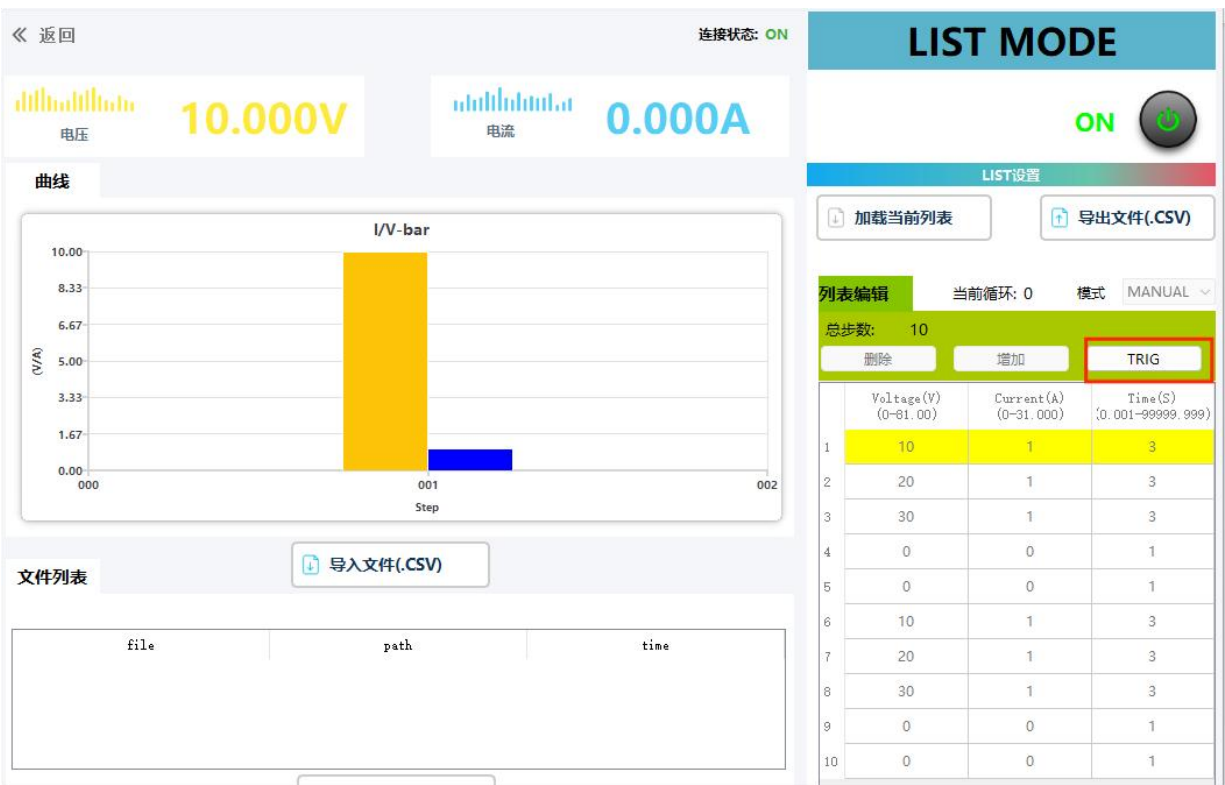 « 返回
连接状态: ON
电压
10.000V
电流
0.000A
曲线
I/V-bar
10.00
8.33
6.67
5.00
3.33
1.67
0.00
(V/A)
000
001
002
Step
导入文件(.CSV)
文件列表
file path time
LIST MODE
ON
LIST设置
加载当前列表
导出文件(.CSV)
列表编辑 当前循环: 0 模式 MANUAL
总步数: 10
删除 增加 TRIG
Voltage(V) Current(A) Time(S)
(0-81.00) (0-31.000) (0.001-99999.999)
1 10 1 3
2 20 1 3
3 30 1 3
4 0 0 1
5 0 0 1
6 10 1 3
7 20 1 3
8 30 1 3
9 0 0 1
10 0 0 1